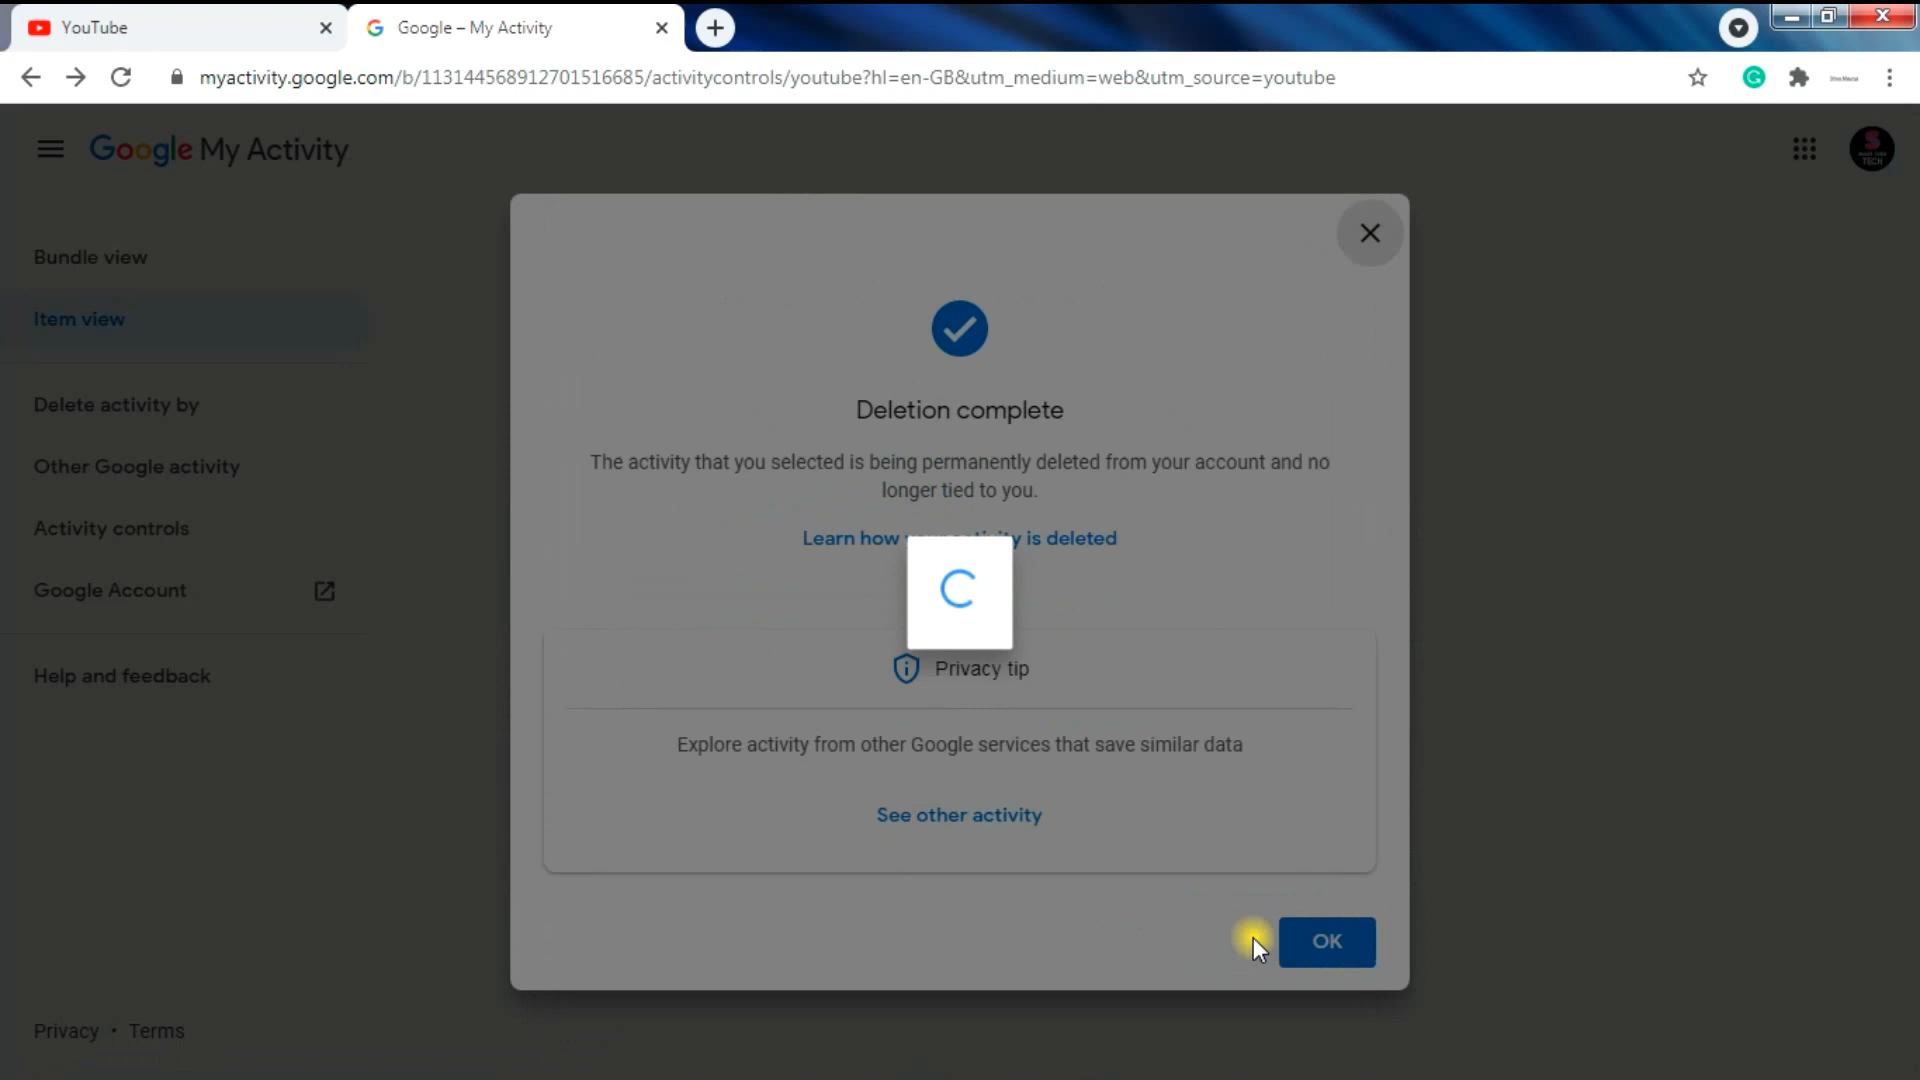 YouTube
Google – My Activity
myactivity.google.com/b/113144568912701516685/activitycontrols/youtube?hl=en-GB&utm_medium=web&utm_source=youtube
Google My Activity
TECH
Bundle view
Item view
Delete activity by
Other Google activity
Activity controls
Google Account
Help and feedback
Privacy • Terms
Deletion complete
The activity that you selected is being permanently deleted from your account and no
longer tied to you.
Learn how y is deleted
Privacy tip
Explore activity from other Google services that save similar data
See other activity
OK